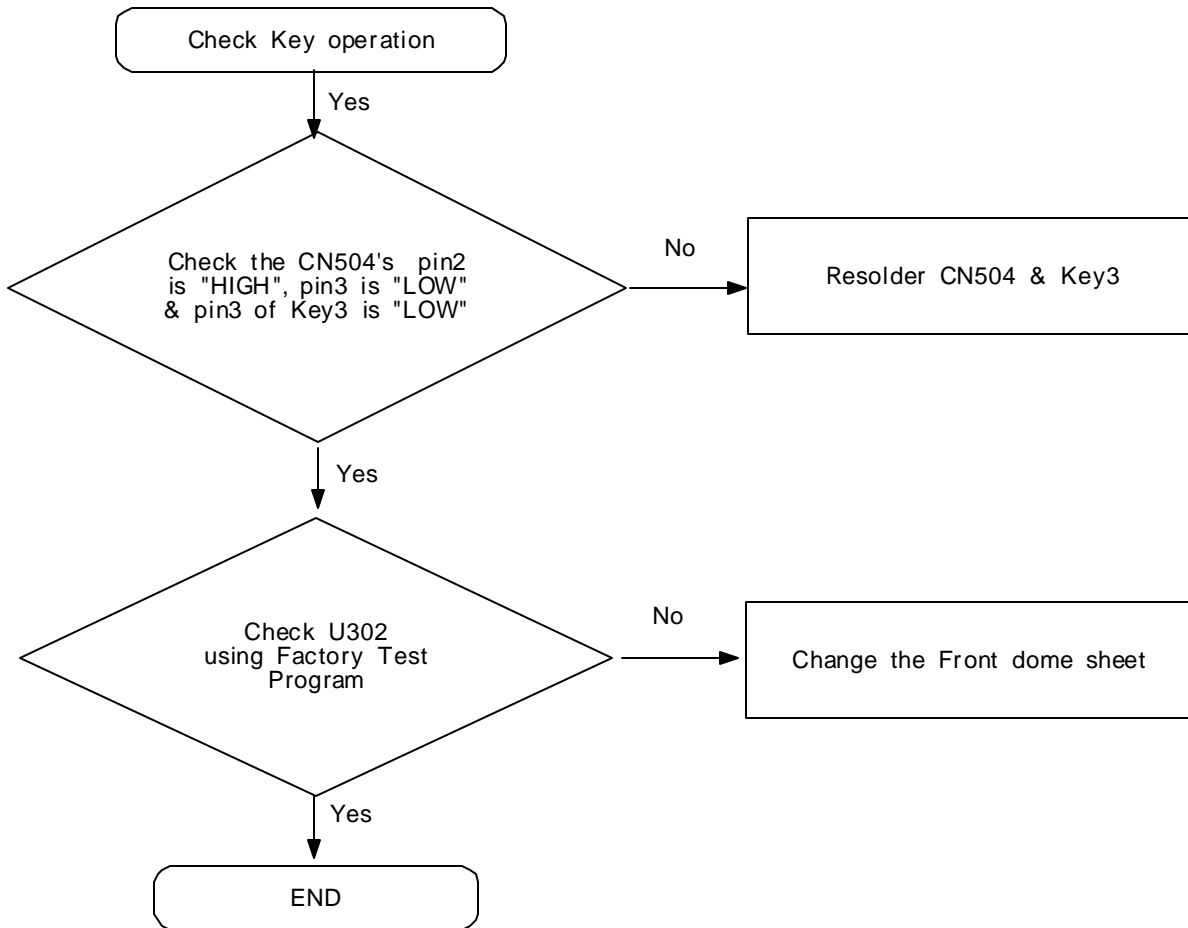 Check Key operation
Yes
Check the CN504's pin2
is "HIGH", pin3 is "LOW"
& pin3 of Key3 is "LOW"
No
Resolder CN504 & Key3
Yes
Check U302
using Factory Test
Program
No
Change the Front dome sheet
Yes
END